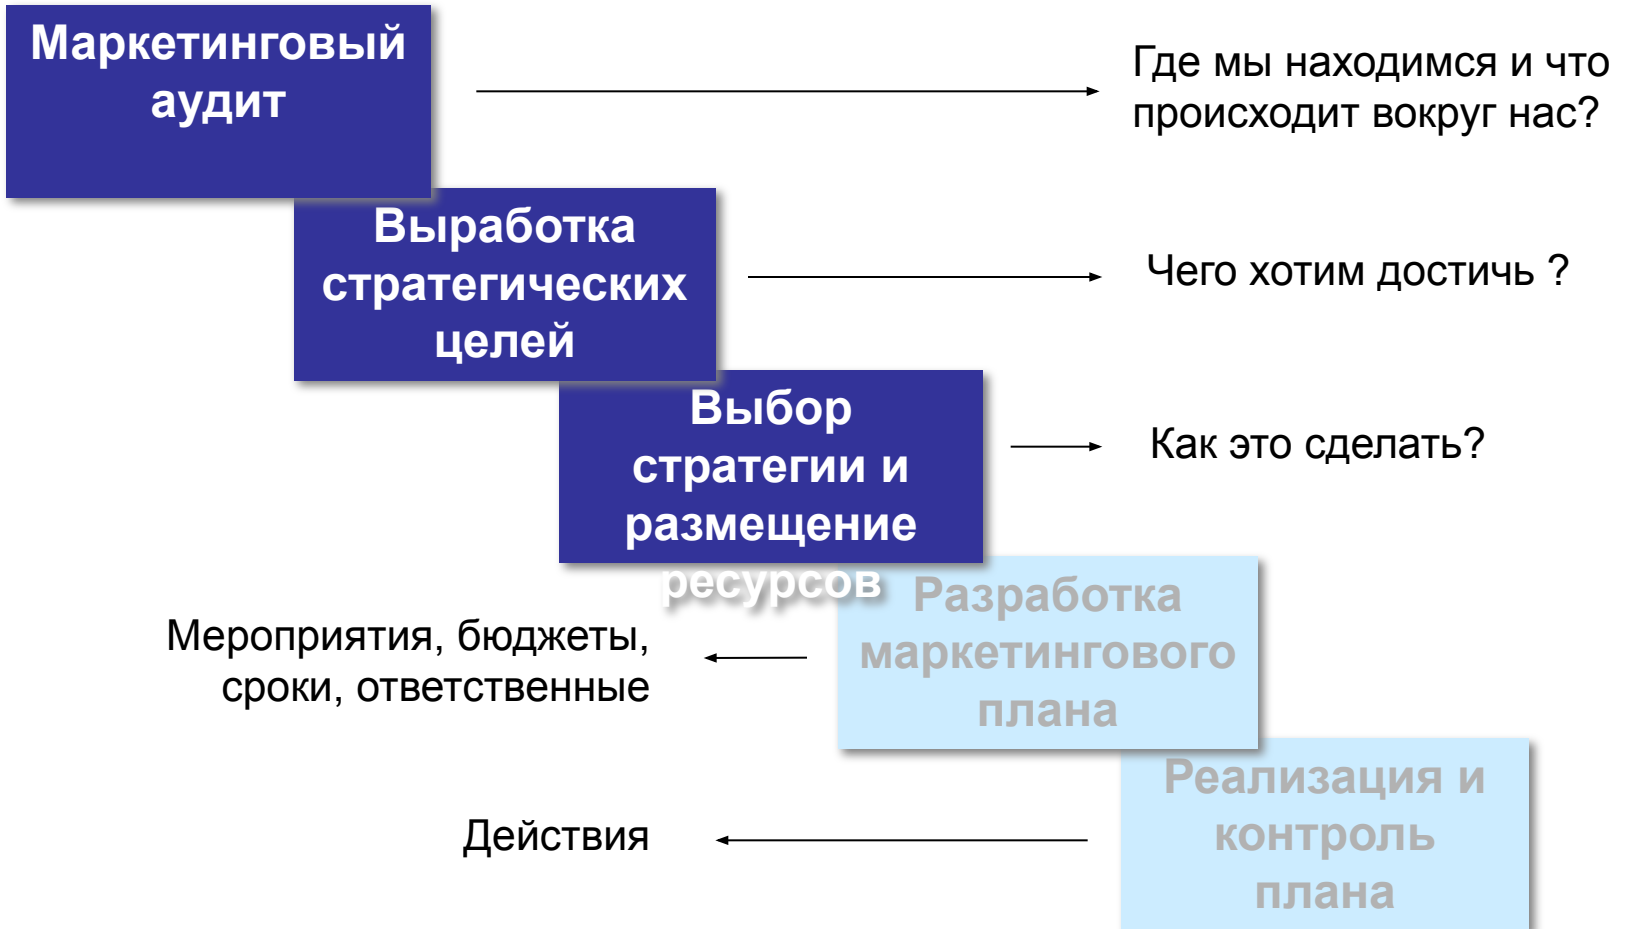 Маркетинговый
аудит
Где мы находимся и что
происходит вокруг нас?
Выработка
стратегических
целей
Чего хотим достичь ?
Выбор
стратегии и
размещение
ресурсов
Как это сделать?
Разработка
маркетингового
плана
Мероприятия, бюджеты,
сроки, ответственные
Реализация и
контроль
плана
Действия